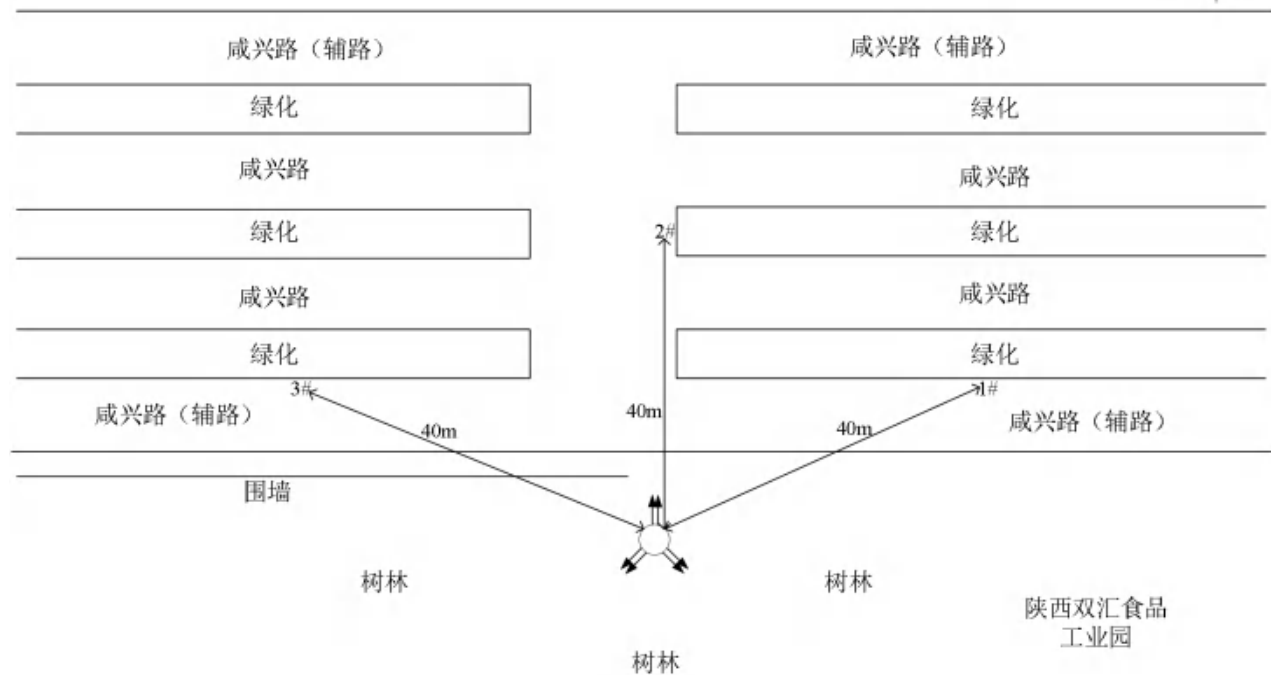 咸兴路（辅路）
咸兴路（辅路）
绿化
绿化
咸兴路
咸兴路
2#
绿化
绿化
咸兴路
咸兴路
绿化
绿化
3#
1#
咸兴路（辅路）
40m
40m
40m
咸兴路（辅路）
围墙
树林
树林
陕西双汇食品
工业园
树林